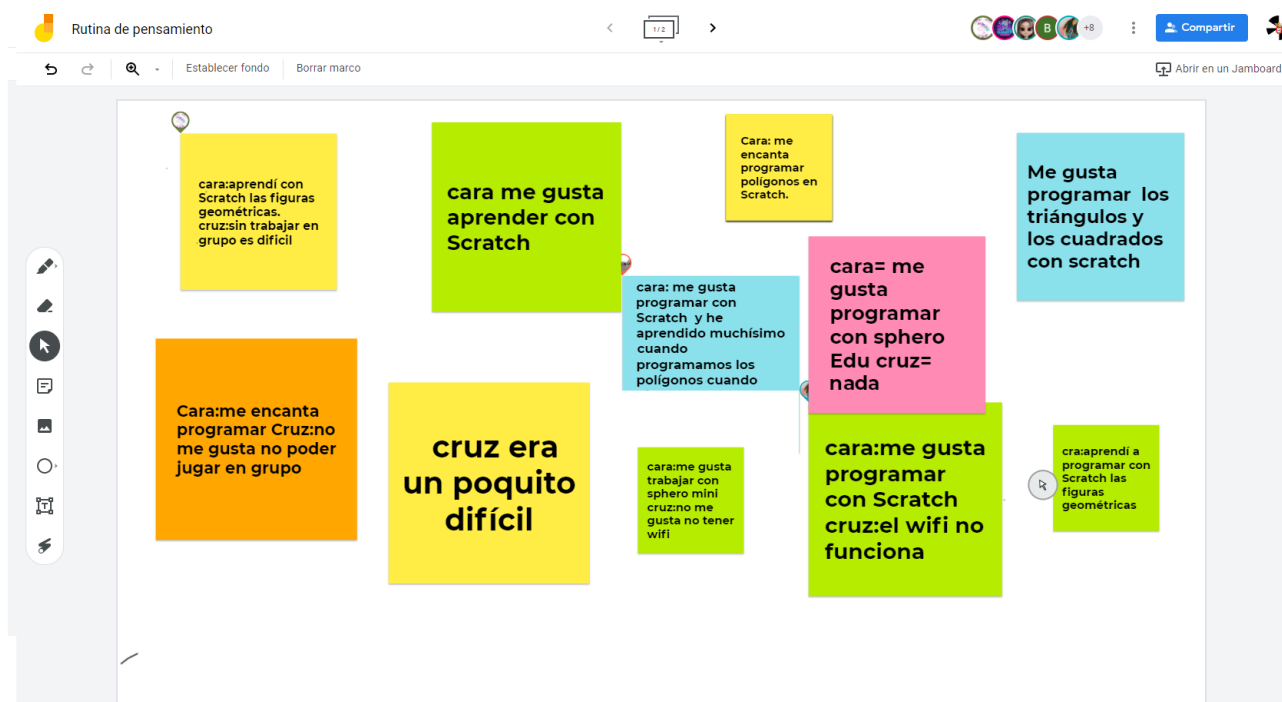 Rutina de pensamiento
1/2
B
+8
Compartir
Establecer fondo
Borrar marco
Abrir en un Jamboard
cara:aprendí con
Scratch las figuras
geométricas.
cruz:sin trabajar en
grupo es dificil
cara me gusta
aprender con
Scratch
Cara: me
encanta
programar
polígonos en
Scratch.
Me gusta
programar los
triángulos y
los cuadrados
con scratch
cara: me gusta
programar con
Scratch y he
aprendido muchísimo
cuando
programamos los
polígonos cuando
cara= me
gusta
programar
con sphero
Edu cruz=
nada
Cara:me encanta
programar Cruz:no
me gusta no poder
jugar en grupo
cruz era
un poquito
difícil
cara:me gusta
trabajar con
sphero mini
cruz:no me
gusta no tener
wifi
cara:me gusta
programar
con Scratch
cruz:el wifi no
funciona
cra:aprendí a
programar con
Scratch las
figuras
geométricas